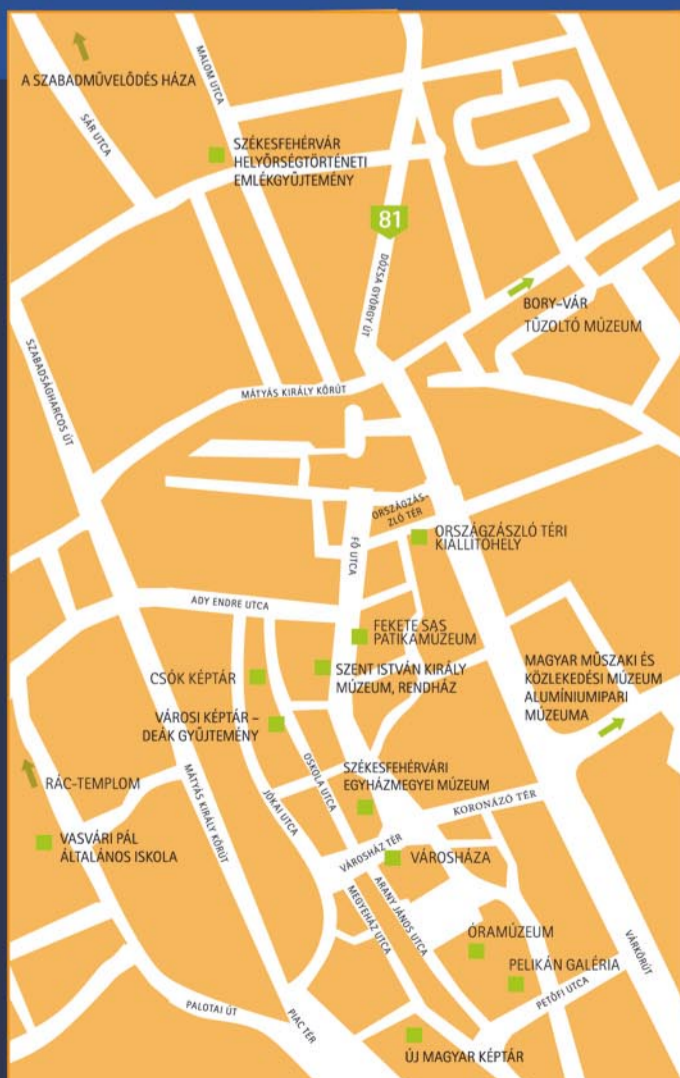 A SZABADMŰVELŐDÉS HÁZA
SÁR UTCA
MALOM UTCA
SZÉKESFEHÉRVÁR
HELYŐRSÉGTÖRTÉNETI
EMLÉKGYŰJTEMÉNY
81
DÓZSA GYÖRGY ÚT
BORY–VÁR
TŰZOLTÓ MÚZEUM
SZABADSÁGHARCOS ÚT
MÁTYÁS KIRÁLY KÖRÚT
ORSZÁGZÁS-
ZLÓ TÉR
ORSZÁGZÁSZLÓ TÉRI
KIÁLLÍTÓHELY
FŐ UTCA
ADY ENDRE UTCA
FEKETE SAS
PATIKAMÚZEUM
CSÓK KÉPTÁR
SZENT ISTVÁN KIRÁLY
MÚZEUM, RENDHÁZ
MAGYAR MŰSZAKI ÉS
KÖZLEKEDÉSI MÚZEUM
ALUMÍNIUMIPARI
MÚZEUMA
VÁROSI KÉPTÁR –
DEÁK GYŰJTEMÉNY
OSKOLA UTCA
SZÉKESFEHÉRVÁRI
EGYHÁZMEGYEI MÚZEUM
RÁC–TEMPLOM
MÁTYÁS KIRÁLY KÖRÚT
JÓKAI UTCA
KORONÁZÓ TÉR
VASVÁRI PÁL
ÁLTALÁNOS ISKOLA
VÁROSHÁZ TÉR
VÁROSHÁZA
MEGYEHÁZ UTCA
ARANY JÁNOS UTCA
ÓRAMÚZEUM
VÁRKÖRÚT
PELIKÁN GALÉRIA
PETŐFI UTCA
PALOTAI ÚT
PIAC TÉR
ÚJ MAGYAR KÉPTÁR